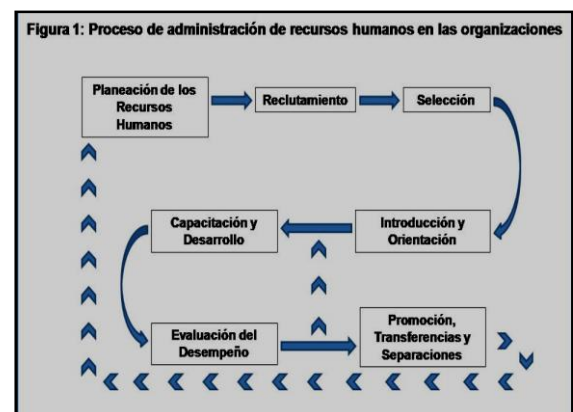 Figura 1: Proceso de administración de recursos humanos en las organizaciones
Planeación de los
Recursos
Humanos
Reclutamiento
Selección
Capacitación y
Desarrollo
Introducción y
Orientación
Evaluación del
Desempeño
Promoción,
Transferencias y
Separaciones